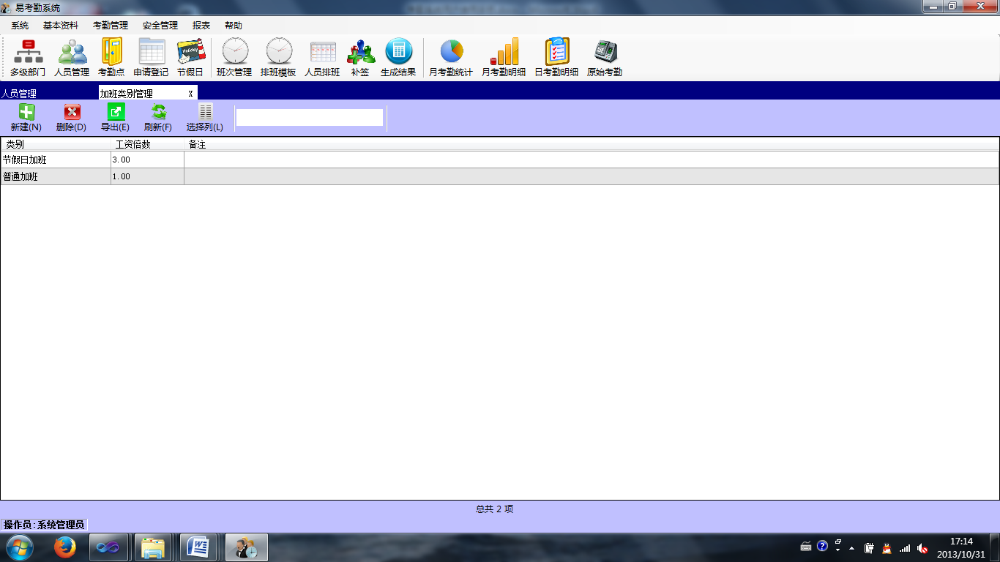 易考勤系统
系统 基本资料 考勤管理 安全管理 报表 帮助
Holiday
多级部门 人员管理 考勤点 申请登记 节假日 班次管理 排班模板 人员排班 补签 生成结果 月考勤统计 月考勤明细 日考勤明细 原始考勤
人员管理 加班类别管理 X
新建(N) 删除(D) 导出(E) 刷新(F) 选择列(L)
类别 工资倍数 备注
节假日加班 3.00
普通加班 1.00
总共 2 项
操作员:系统管理员
17:14
2013/10/31